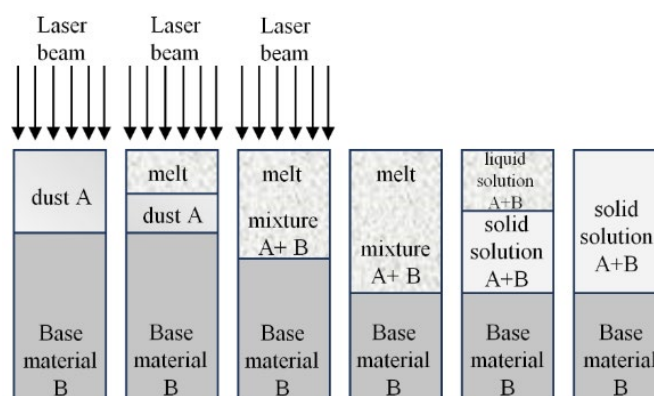 Laser
beam
Laser
beam
Laser
beam
dust A
Base
material
B
melt
dust A
Base
material
B
melt
mixture
A+ B
Base
material
B
melt
mixture
A+ B
Base
material
B
liquid
solution
A+B
solid
solution
A+B
Base
material
B
solid
solution
A+B
Base
material
B